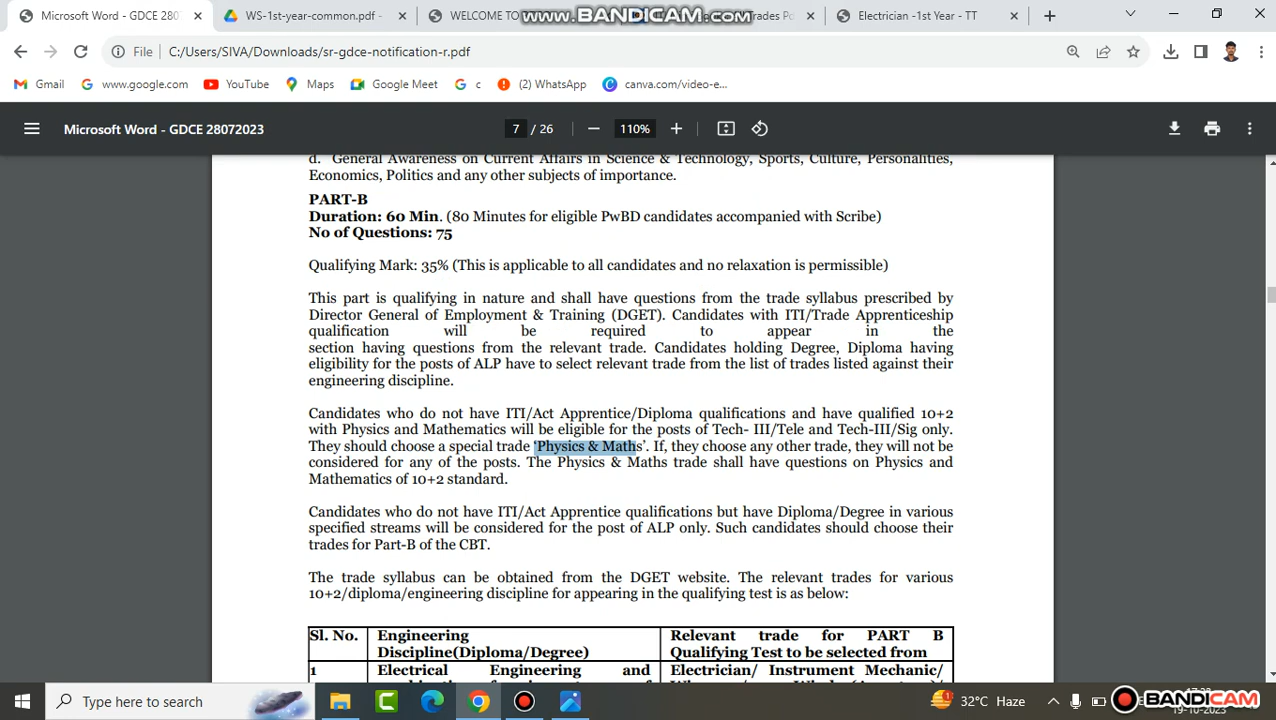 Microsoft Word - GDCE 2807
WS-1st-year-common.pdf -
WELCOME TO
www.BANDICAM.com
Trades
Electrician -1st Year - TT
File
C:/Users/SIVA/Downloads/sr-gdce-notification-r.pdf
Gmail
www.google.com
YouTube
Maps
Google Meet
c
(2) WhatsApp
canva.com/video-e...
Microsoft Word - GDCE 28072023
7 / 26
110%
d. General Awareness on Current Affairs in Science & Technology, Sports, Culture, Personalities,
Economics, Politics and any other subjects of importance.
PART-B
Duration: 60 Min. (80 Minutes for eligible PwBD candidates accompanied with Scribe)
No of Questions: 75
Qualifying Mark: 35% (This is applicable to all candidates and no relaxation is permissible)
This part is qualifying in nature and shall have questions from the trade syllabus prescribed by
Director General of Employment & Training (DGET). Candidates with ITI/Trade Apprenticeship
qualification will be required to appear in the
section having questions from the relevant trade. Candidates holding Degree, Diploma having
eligibility for the posts of ALP have to select relevant trade from the list of trades listed against their
engineering discipline.
Candidates who do not have ITI/Act Apprentice/Diploma qualifications and have qualified 10+2
with Physics and Mathematics will be eligible for the posts of Tech- III/Tele and Tech-III/Sig only.
They should choose a special trade ‘Physics & Maths’. If, they choose any other trade, they will not be
considered for any of the posts. The Physics & Maths trade shall have questions on Physics and
Mathematics of 10+2 standard.
Candidates who do not have ITI/Act Apprentice qualifications but have Diploma/Degree in various
specified streams will be considered for the post of ALP only. Such candidates should choose their
trades for Part-B of the CBT.
The trade syllabus can be obtained from the DGET website. The relevant trades for various
10+2/diploma/engineering discipline for appearing in the qualifying test is as below:
Sl. No.
Engineering
Discipline(Diploma/Degree)
Relevant trade for PART B
Qualifying Test to be selected from
1
Electrical Engineering and
Electrician/ Instrument Mechanic/
Type here to search
32°C Haze
19-10-2023
BANDICAM